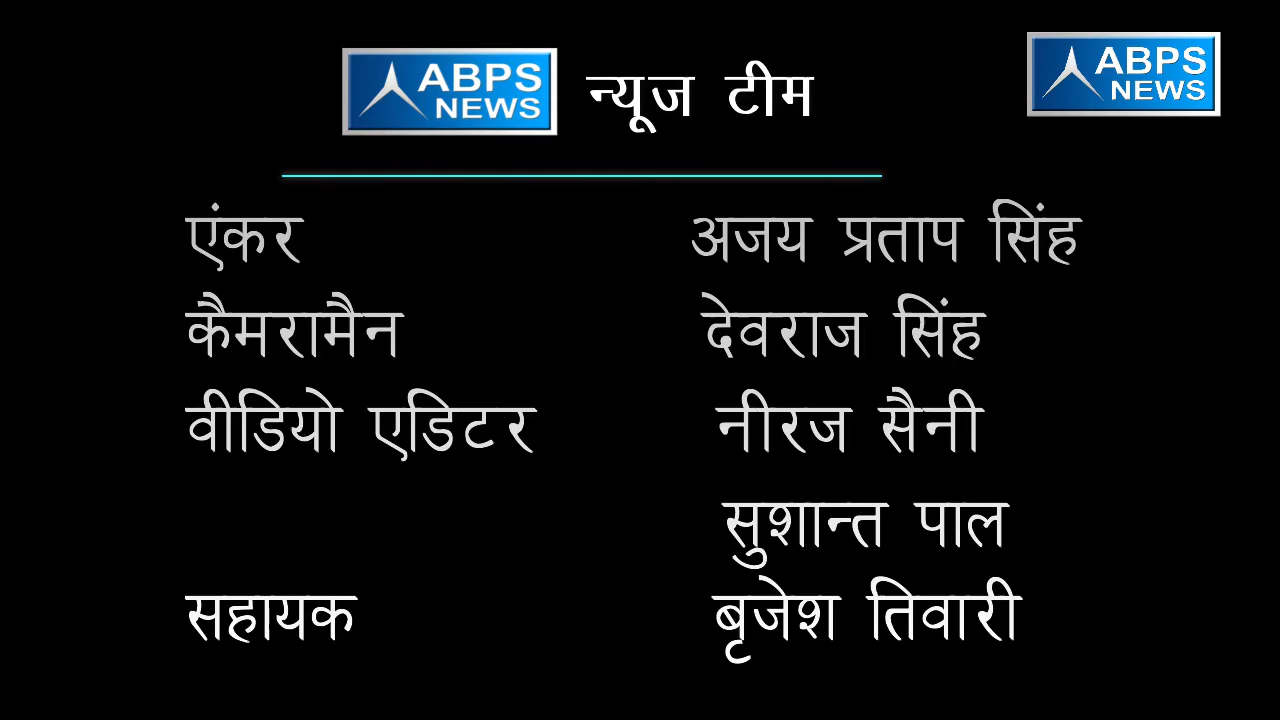 ABPS NEWS न्यूज टीम
ABPS NEWS
एंकर अजय प्रताप सिंह
कैमरामैन देवराज सिंह
वीडियो एडिटर नीरज सैनी
सुशान्त पाल
सहायक बृजेश तिवारी